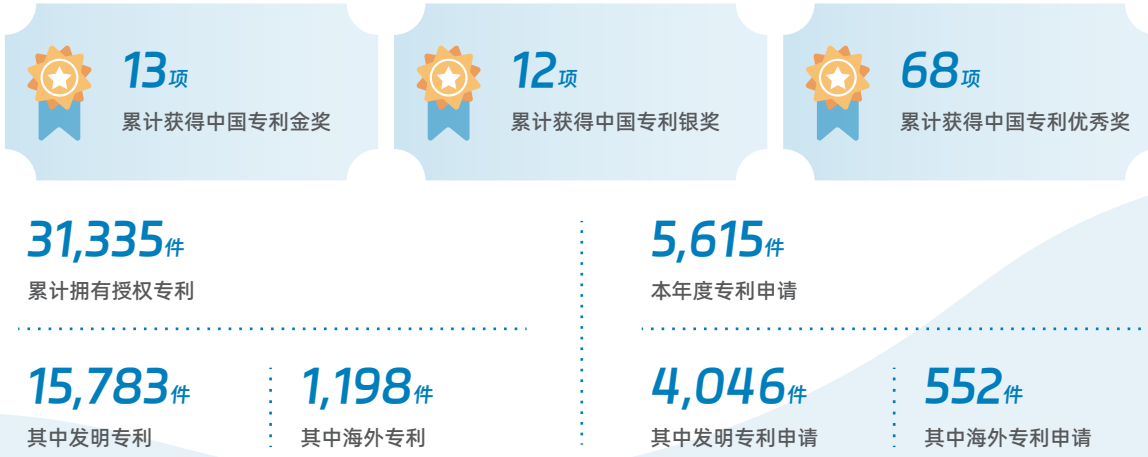 13项
累计获得中国专利金奖
12项
累计获得中国专利银奖
68项
累计获得中国专利优秀奖
31,335件
累计拥有授权专利
15,783件
其中发明专利
1,198件
其中海外专利
5,615件
本年度专利申请
4,046件
其中发明专利申请
552件
其中海外专利申请